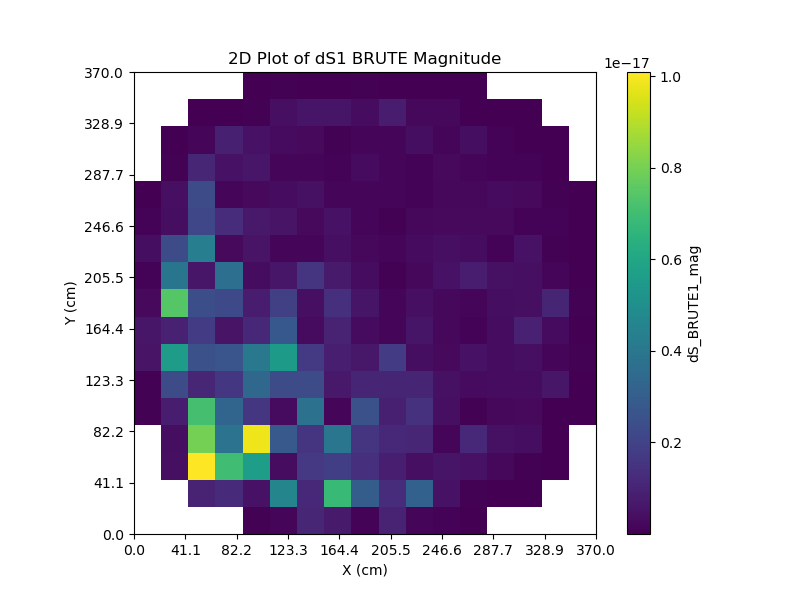 2D Plot of dS1 BRUTE Magnitude
1e−17
370.0
328.9
287.7
246.6
205.5
164.4
123.3
82.2
41.1
0.0
Y (cm)
0.0 41.1 82.2 123.3 164.4 205.5 246.6 287.7 328.9 370.0
X (cm)
1.0
0.8
0.6
0.4
0.2
dS_BRUTE1_mag